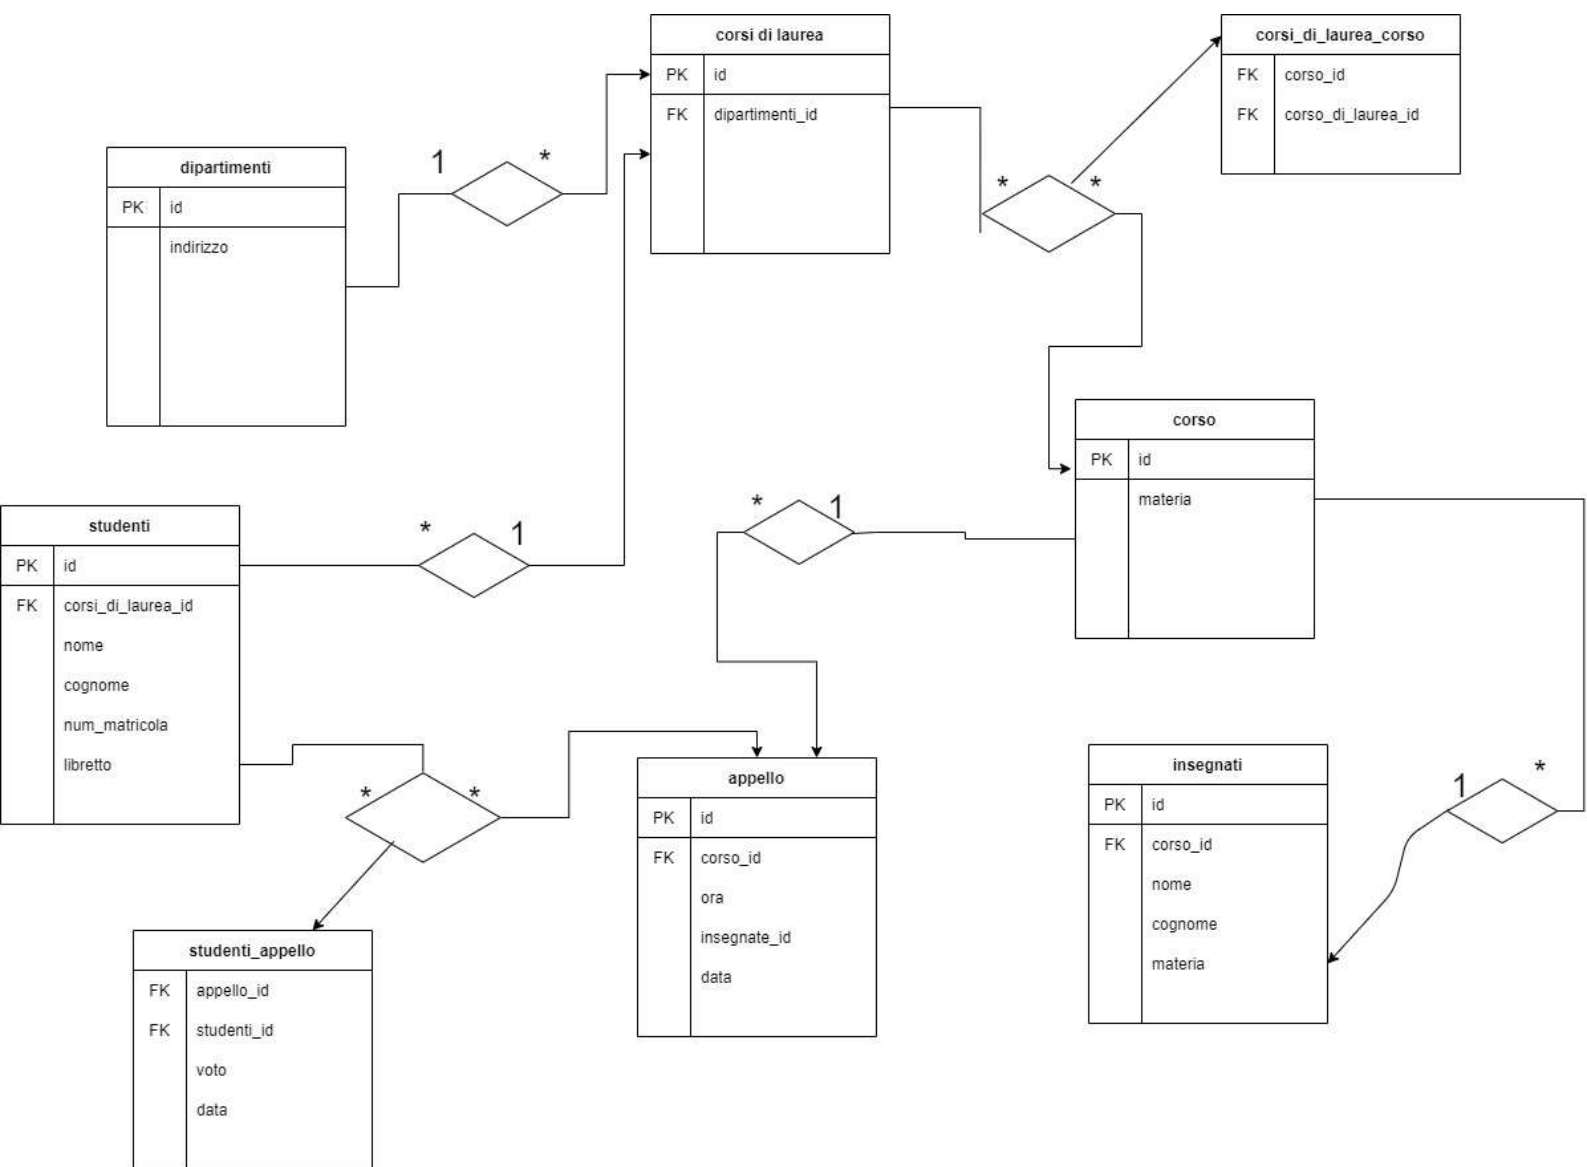 corsi di laurea
PK id
FK dipartimenti_id
corsi_di_laurea_corso
FK corso_id
FK corso_di_laurea_id
dipartimenti
PK id
indirizzo
1 *
* *
corso
PK id
materia
studenti
PK id
FK corsi_di_laurea_id
nome
cognome
num_matricola
libretto
* 1
* 1
* *
appello
PK id
FK corso_id
ora
insegnate_id
data
insegnati
PK id
FK corso_id
nome
cognome
materia
1 *
studenti_appello
FK appello_id
FK studenti_id
voto
data